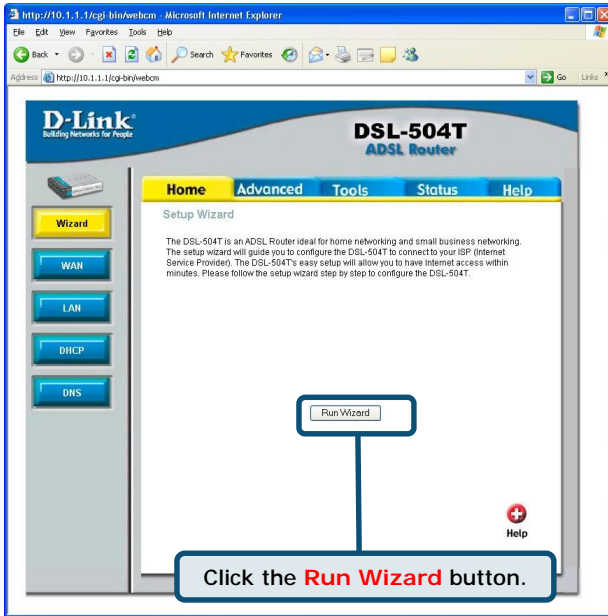 http://10.1.1.1/cgi-bin/webcm - Microsoft Internet Explorer
File Edit View Favorites Tools Help
Back Search Favorites
Address http://10.1.1.1/cgi-bin/webcm Go Links »
D-Link
Building Networks for People
DSL-504T
ADSL Router
Home Advanced Tools Status Help
Wizard
WAN
LAN
DHCP
DNS
Setup Wizard
The DSL-504T is an ADSL Router ideal for home networking and small business networking.
The setup wizard will guide you to configure the DSL-504T to connect to your ISP (Internet
Service Provider). The DSL-504T's easy setup will allow you to have Internet access within
minutes. Please follow the setup wizard step by step to configure the DSL-504T.
Run Wizard
Help
Click the Run Wizard button.